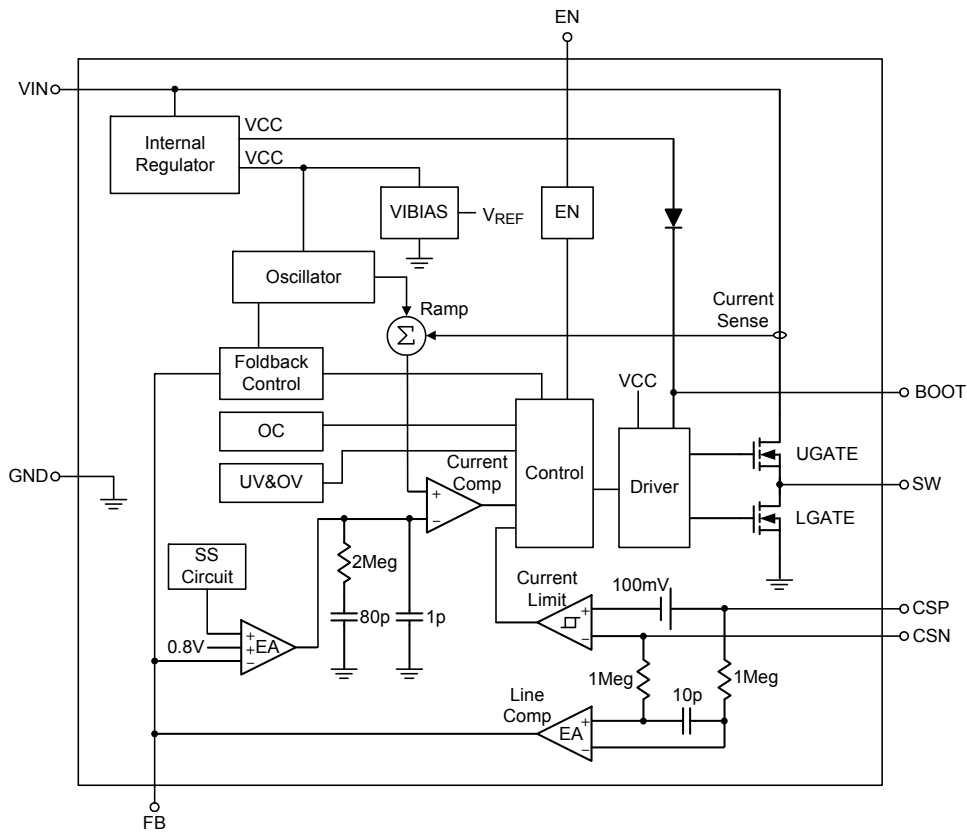 EN
VIN
Internal
Regulator
VCC
VCC
VIBIAS
VREF
EN
Oscillator
Ramp
Σ
Current
Sense
Foldback
Control
VCC
BOOT
OC
UV&OV
Current
Comp
+
−
Control
Driver
UGATE
SW
LGATE
GND
SS
Circuit
2Meg
80p
1p
0.8V
+
+
−
EA
Current
Limit
100mV
+
−
CSP
CSN
1Meg
1Meg
10p
Line
Comp
EA
+
−
FB